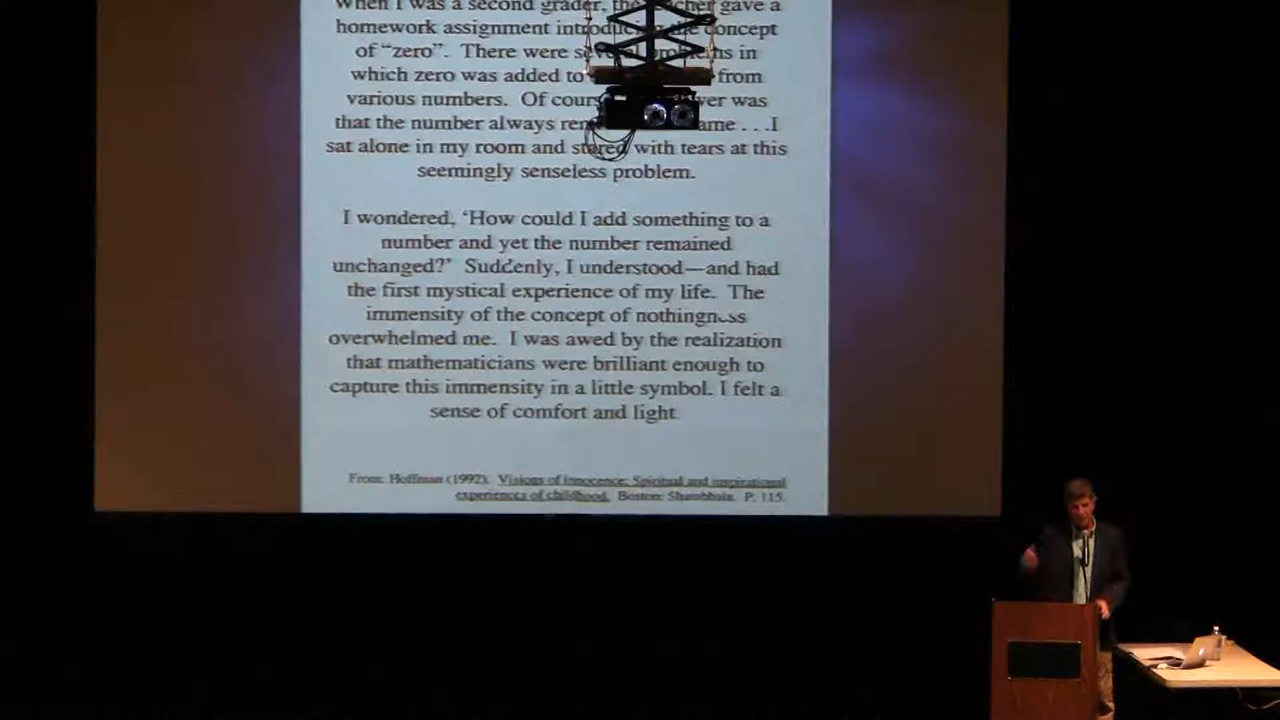 When I was a second grader, the teacher gave a
homework assignment introducing the concept
of “zero”. There were several problems in
which zero was added to from
various numbers. Of course was
that the number always same . . .I
sat alone in my room and stared with tears at this
seemingly senseless problem.
I wondered, ‘How could I add something to a
number and yet the number remained
unchanged?’ Suddenly, I understood—and had
the first mystical experience of my life. The
immensity of the concept of nothingness
overwhelmed me. I was awed by the realization
that mathematicians were brilliant enough to
capture this immensity in a little symbol. I felt a
sense of comfort and light
From: Hoffman (1992). Visions of innocence: Spiritual and inspirational
experiences of childhood. Boston: Shambhala. P. 115.